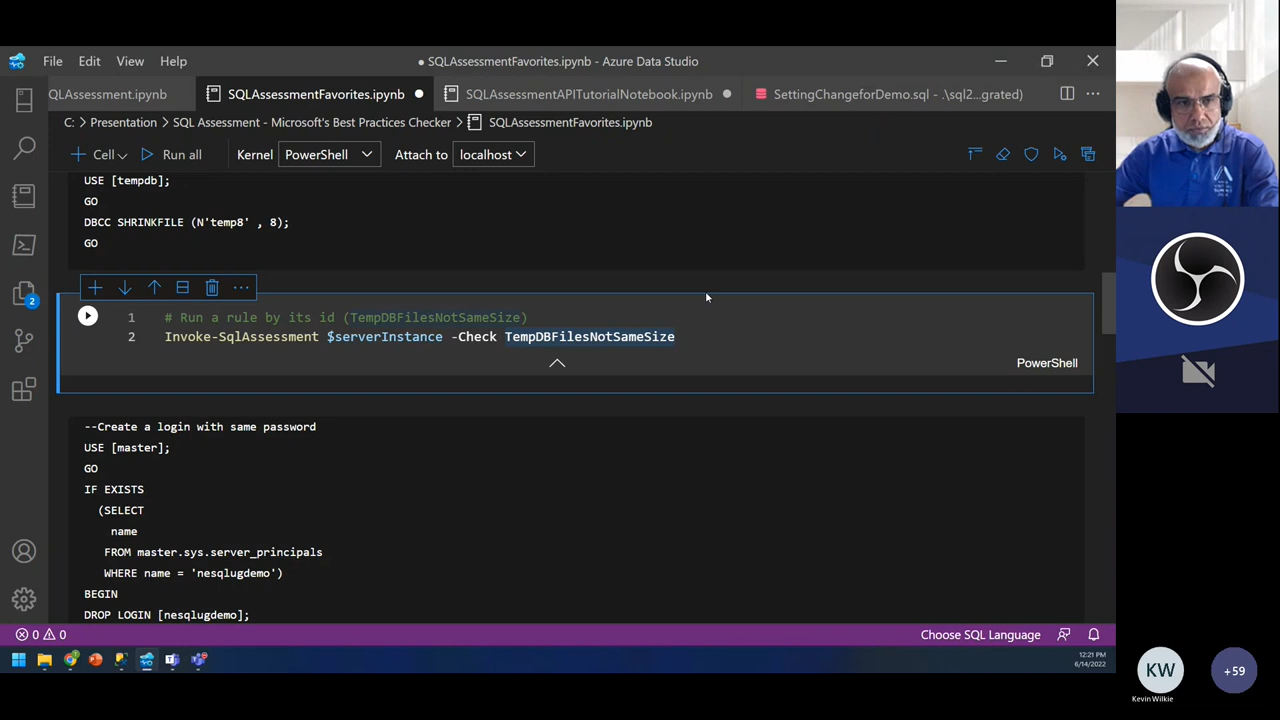 File Edit View Help
SQLAssessmentFavorites.ipynb - Azure Data Studio
QLAssessment.ipynb
SQLAssessmentFavorites.ipynb
SQLAssessmentAPITutorialNotebook.ipynb
SettingChangeforDemo.sql - .\sql2...grated)
C: > Presentation > SQL Assessment - Microsoft's Best Practices Checker > SQLAssessmentFavorites.ipynb
Cell Run all Kernel PowerShell Attach to localhost
USE [tempdb];
GO
DBCC SHRINKFILE (N'temp8' , 8);
GO
1 # Run a rule by its id (TempDBFilesNotSameSize)
2 Invoke-SqlAssessment $serverInstance -Check TempDBFilesNotSameSize
PowerShell
--Create a login with same password
USE [master];
GO
IF EXISTS
(SELECT
name
FROM master.sys.server_principals
WHERE name = 'nesqlugdemo')
BEGIN
DROP LOGIN [nesqlugdemo];
2
0 0 Choose SQL Language
12:21 PM
6/14/2022
KW
Kevin Wilkie
+59